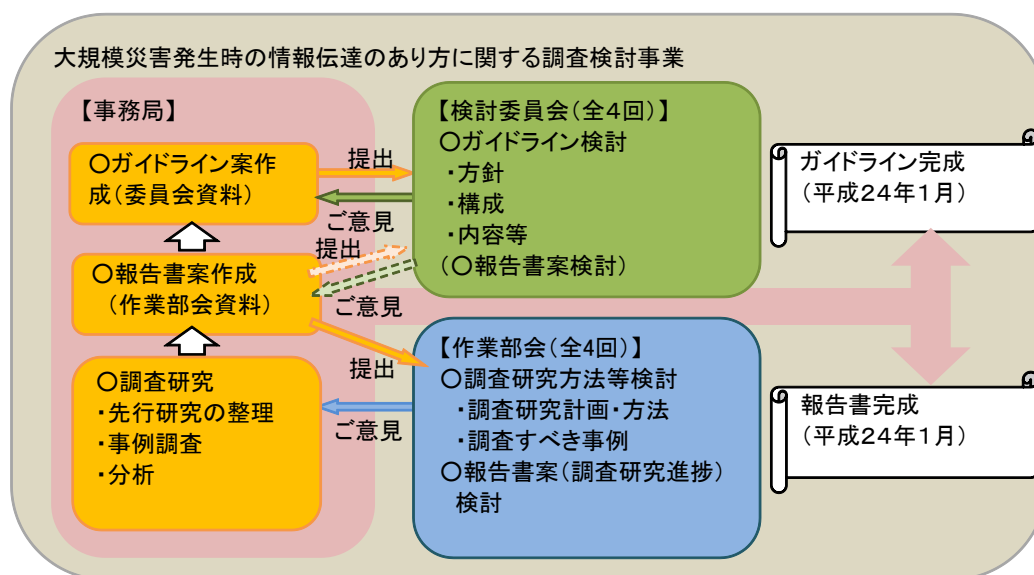 大規模災害発生時の情報伝達のあり方に関する調査検討事業
【事務局】
○ガイドライン案作
成(委員会資料)
○報告書案作成
(作業部会資料)
○調査研究
・先行研究の整理
・事例調査
・分析
提出
ご意見
提出
ご意見
提出
ご意見
【検討委員会(全4回)】
○ガイドライン検討
・方針
・構成
・内容等
(○報告書案検討)
【作業部会(全4回)】
○調査研究方法等検討
・調査研究計画・方法
・調査すべき事例
○報告書案(調査研究進捗)
検討
ガイドライン完成
(平成24年1月)
報告書完成
(平成24年1月)